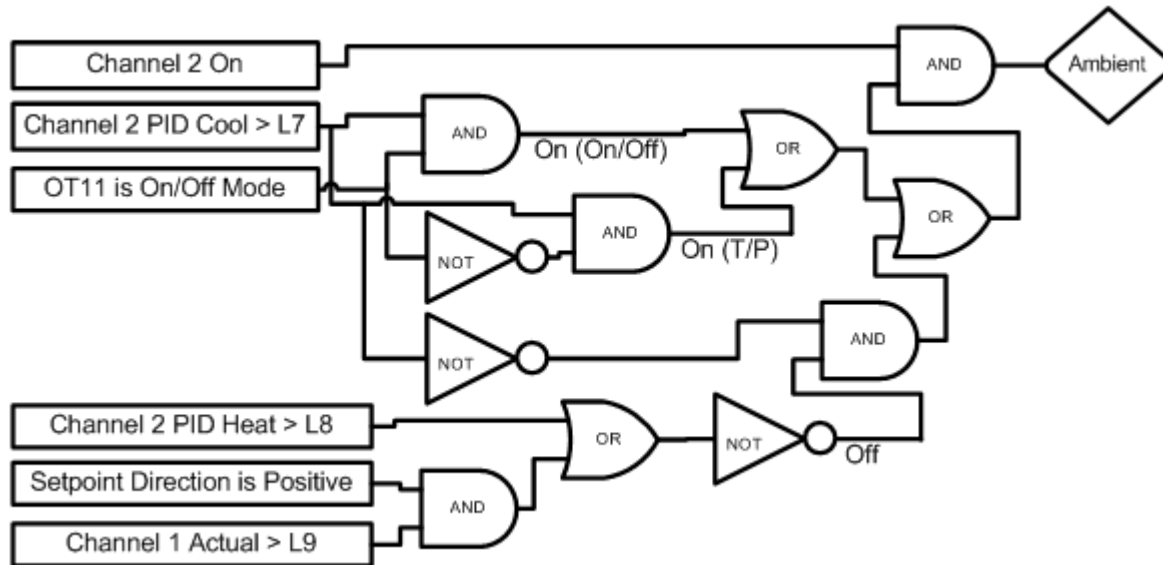 Channel 2 On
AND
Ambient
Channel 2 PID Cool > L7
AND
On (On/Off)
OR
OT11 is On/Off Mode
OR
AND
On (T/P)
NOT
NOT
AND
Channel 2 PID Heat > L8
OR
NOT
Off
Setpoint Direction is Positive
AND
Channel 1 Actual > L9